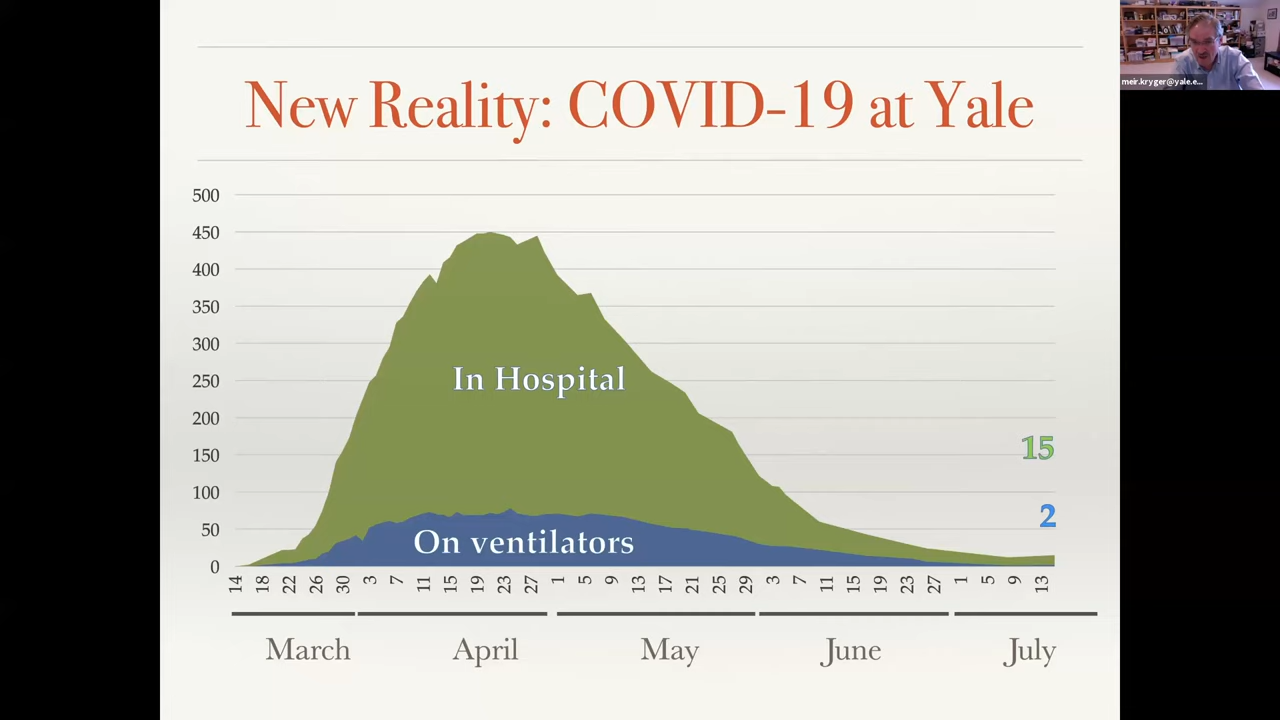 New Reality: COVID-19 at Yale
meir.kryger@yale.e...
500
450
400
350
300
250
200
150
100
50
0
In Hospital
On ventilators
15
2
14 18 22 26 30 3 7 11 15 19 23 27 1 5 9 13 17 21 25 29 3 7 11 15 19 23 27 1 5 9 13
March April May June July